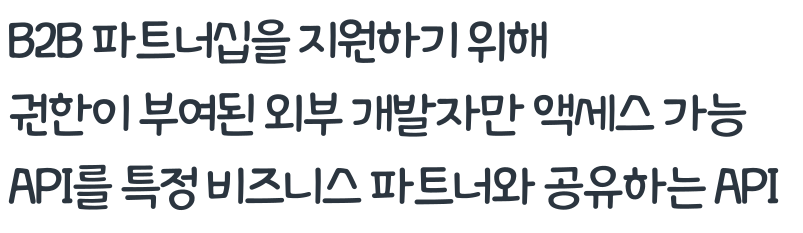 B2B 파트너십을 지원하기 위해
권한이 부여된 외부 개발자만 액세스 가능
API를 특정 비즈니스 파트너와 공유하는 API